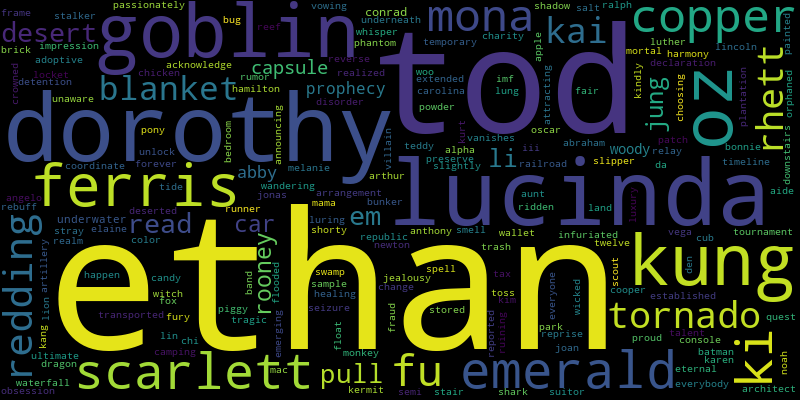 frame
stalker
passionately
bug
vowing
conrad
mona
shadow
salt
ralph
copper
desert
goblin
underneath
temporary
charity
kai
luther
lincoln
painted
brick
impression
whisper
phantom
tod
desire
apple
mortal
harmony
declaration
rhett
adoptive
acknowledge
capsule
reverse
realized
woo
extended
imf
fair
kindly
jung
choosing
oz
plantation
orphaned
crowned
locket
chicken
rumor
blanket
prophecy
carolina
lung
attracting
detention
hamilton
disorder
powder
unaware
dorothy
pony
announcing
villain
teddy
alpha
hurt
vanishes
iii
oscar
abraham
woody
patch
relay
bonnie
downstairs
unlock
bedroom
melanie
preserve
slightly
li
railroad
slipper
da
timeline
coordinate
forever
abby
wandering
arthur
aunt
aide
ferris
tide
jonas
arrangement
lucinda
ridden
land
luxury
angelo
rebuff
deserted
runner
mama
bunker
em
underwater
read
car
luring
shorty
republic
anthony
smell
wallet
infuriated
vega
cub
tournament
redding
stray
elaine
newton
trash
twelve
kung
realm
artillery
color
rooney
band
flooded
swamp
jealousy
spell
scout
den
happen
candy
sample
change
tax
toss
everyone
wicked
cooper
established
lion
witch
fox
piggy
healing
stored
kim
tornado
quest
transported
fury
tragic
seizure
fraud
ruining
reported
park
reprise
proud
talent
console
kang
lin
chi
ethan
emerging
float
joan
batman
karen
ki
noah
ultimate
camping
monkey
dragon
scarlett
mac
pull
fu
emerald
eternal
waterfall
everybody
obsession
kermit
semi
stair
shark
suitor
architect